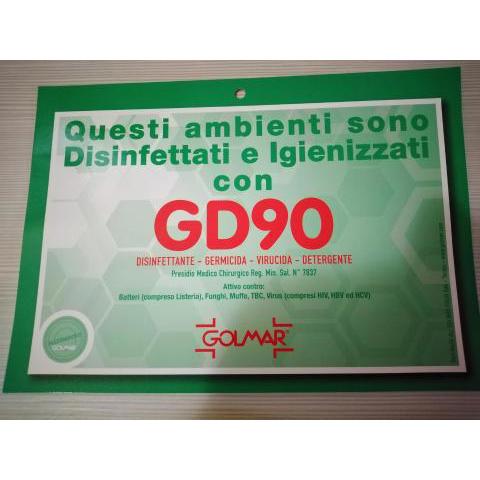 Questi ambienti sono
Disinfettati e Igienizzati
con
GD90
DISINFETTANTE - GERMICIDA - VIRUCIDA - DETERGENTE
Presidio Medico Chirurgico Reg. Min. Sal. N° 7837
Attivo contro:
Batteri (compreso Listeria), Funghi, Muffe, TBC, Virus (compresi HIV, HBV ed HCV)
GOLMAR
GOLMAR